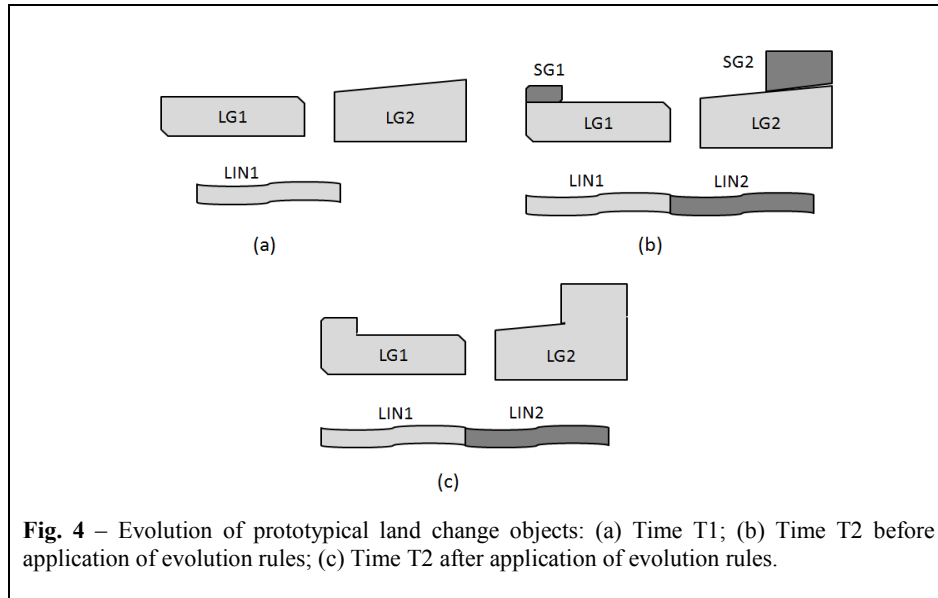 SG1
SG2
LG1
LG2
LG1
LG2
LIN1
LIN1
LIN2
(a)
(b)
LG1
LG2
LIN1
LIN2
(c)
Fig. 4 – Evolution of prototypical land change objects: (a) Time T1; (b) Time T2 before
application of evolution rules; (c) Time T2 after application of evolution rules.